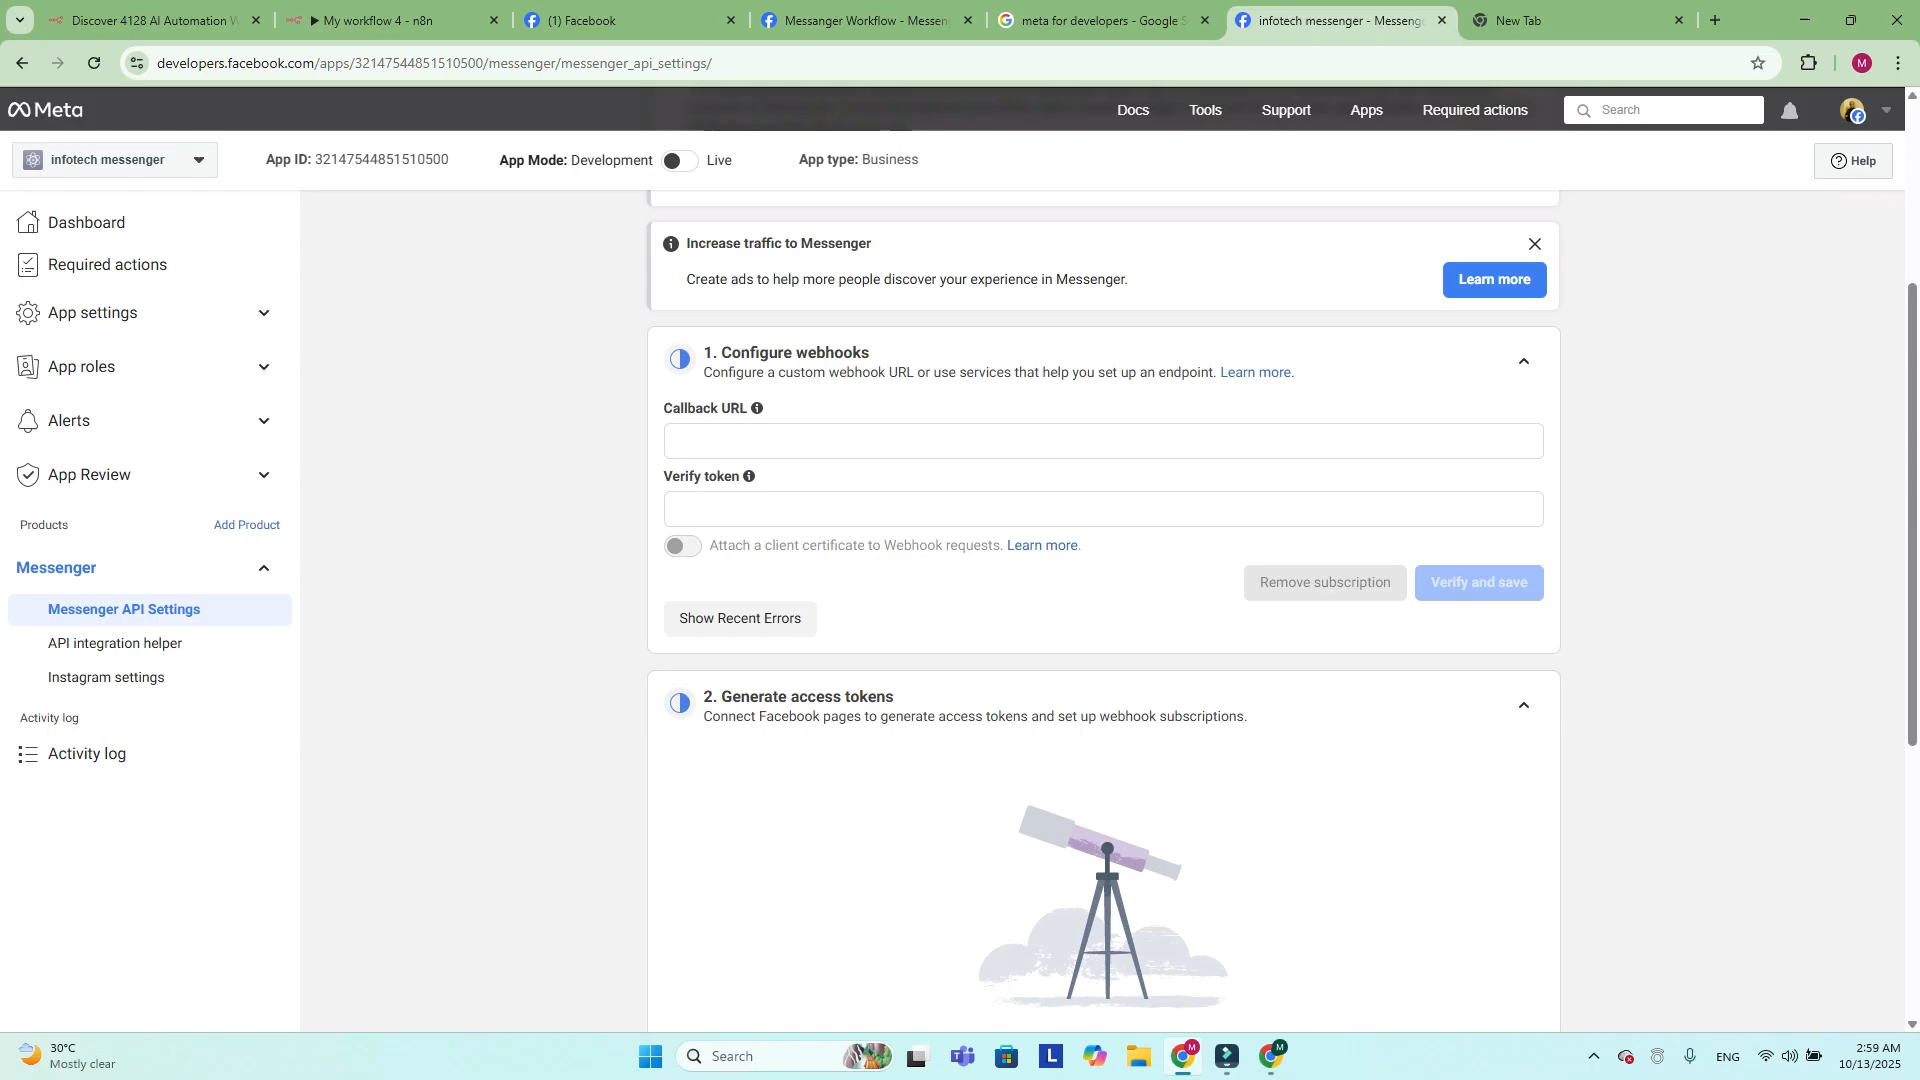 Discover 4128 AI Automation W
My workflow 4 - n8n
(1) Facebook
Messanger Workflow - Messen
meta for developers - Google S
infotech messenger - Messenge
New Tab
developers.facebook.com/apps/32147544851510500/messenger/messenger_api_settings/
M
Meta
Docs
Tools
Support
Apps
Required actions
Search
infotech messenger
App ID: 32147544851510500
App Mode: Development
Live
App type: Business
Help
Dashboard
Required actions
App settings
App roles
Alerts
App Review
Products
Add Product
Messenger
Messenger API Settings
API integration helper
Instagram settings
Activity log
Activity log
Increase traffic to Messenger
Create ads to help more people discover your experience in Messenger.
Learn more
1. Configure webhooks
Configure a custom webhook URL or use services that help you set up an endpoint. Learn more.
Callback URL
Verify token
Attach a client certificate to Webhook requests. Learn more.
Remove subscription
Verify and save
Show Recent Errors
2. Generate access tokens
Connect Facebook pages to generate access tokens and set up webhook subscriptions.
30°C
Mostly clear
Search
L
M
M
ENG
2:59 AM
10/13/2025